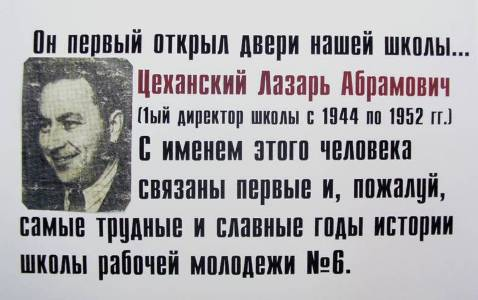 Он первый открыл двери нашей школы...
Цеханский Лазарь Абрамович
(1ый директор школы с 1944 по 1952 гг.)
С именем этого человека
связаны первые и, пожалуй,
самые трудные и славные годы истории
школы рабочей молодежи №6.